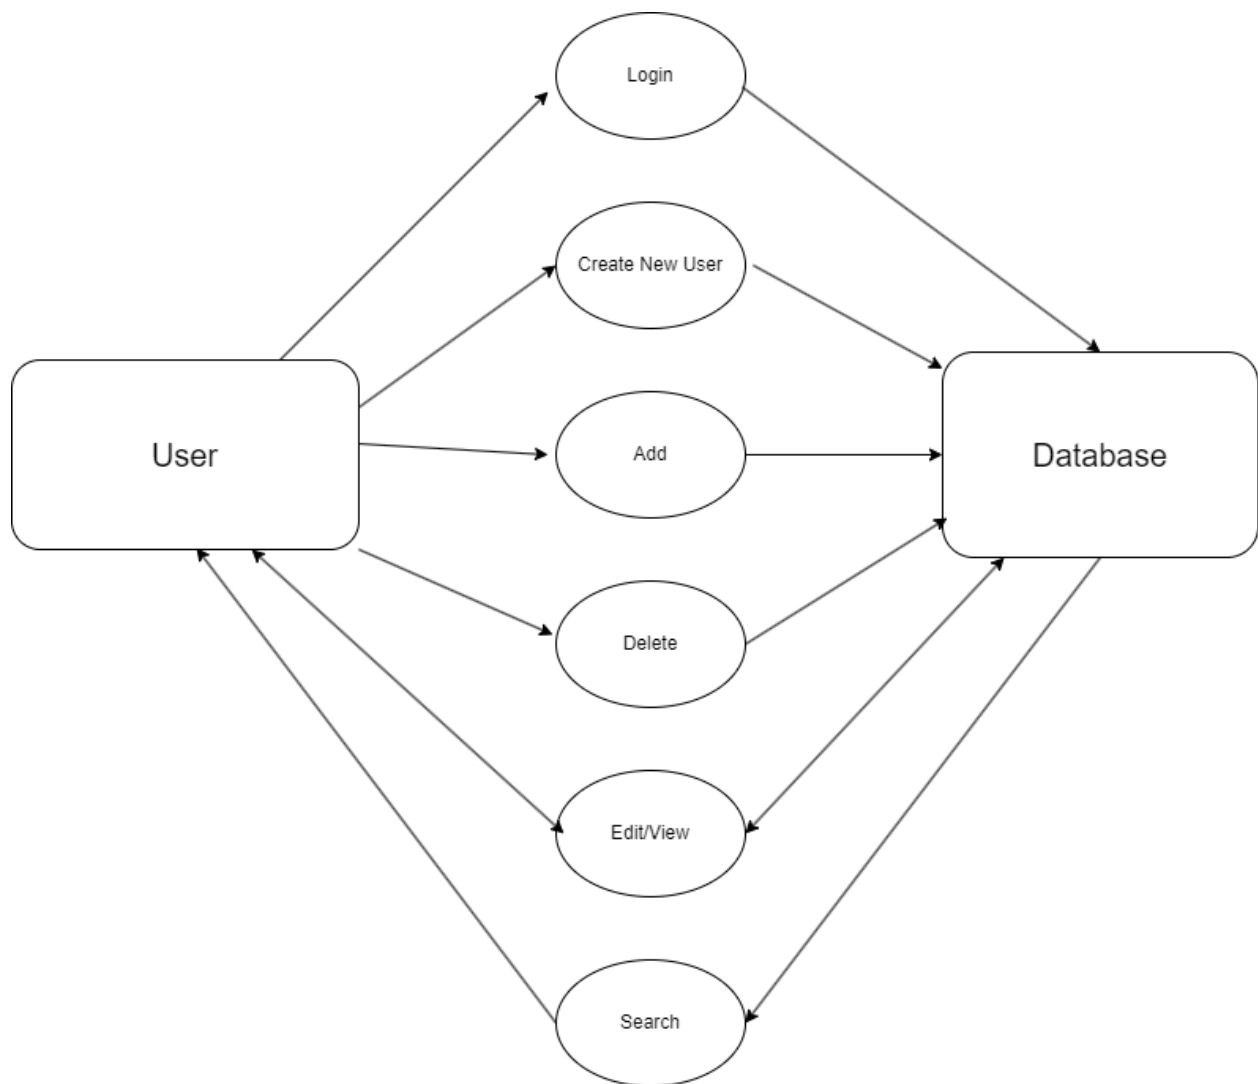 Login
Create New User
User
Add
Database
Delete
Edit/View
Search